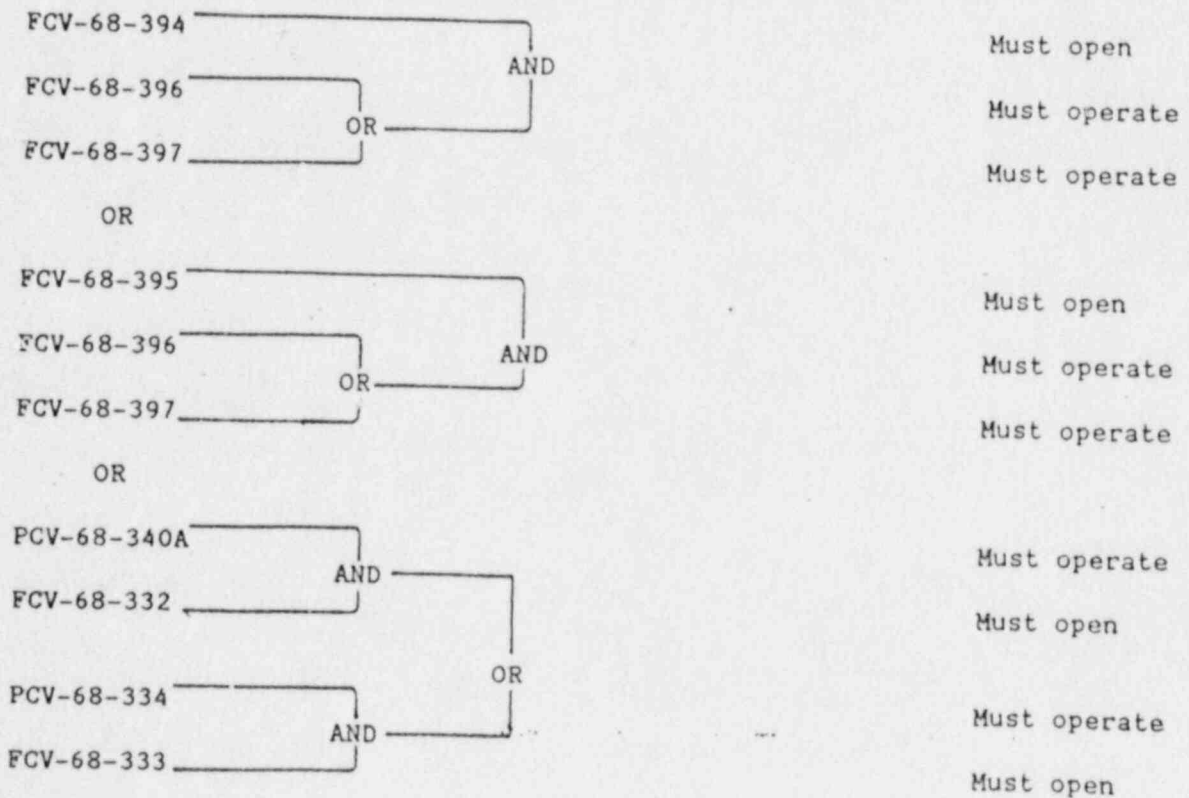 FCV-68-394
Must open
AND
FCV-68-396
Must operate
OR
FCV-68-397
Must operate
OR
FCV-68-395
Must open
FCV-68-396
AND
Must operate
OR
FCV-68-397
Must operate
OR
PCV-68-340A
Must operate
AND
FCV-68-332
Must open
OR
PCV-68-334
Must operate
AND
FCV-68-333
Must open